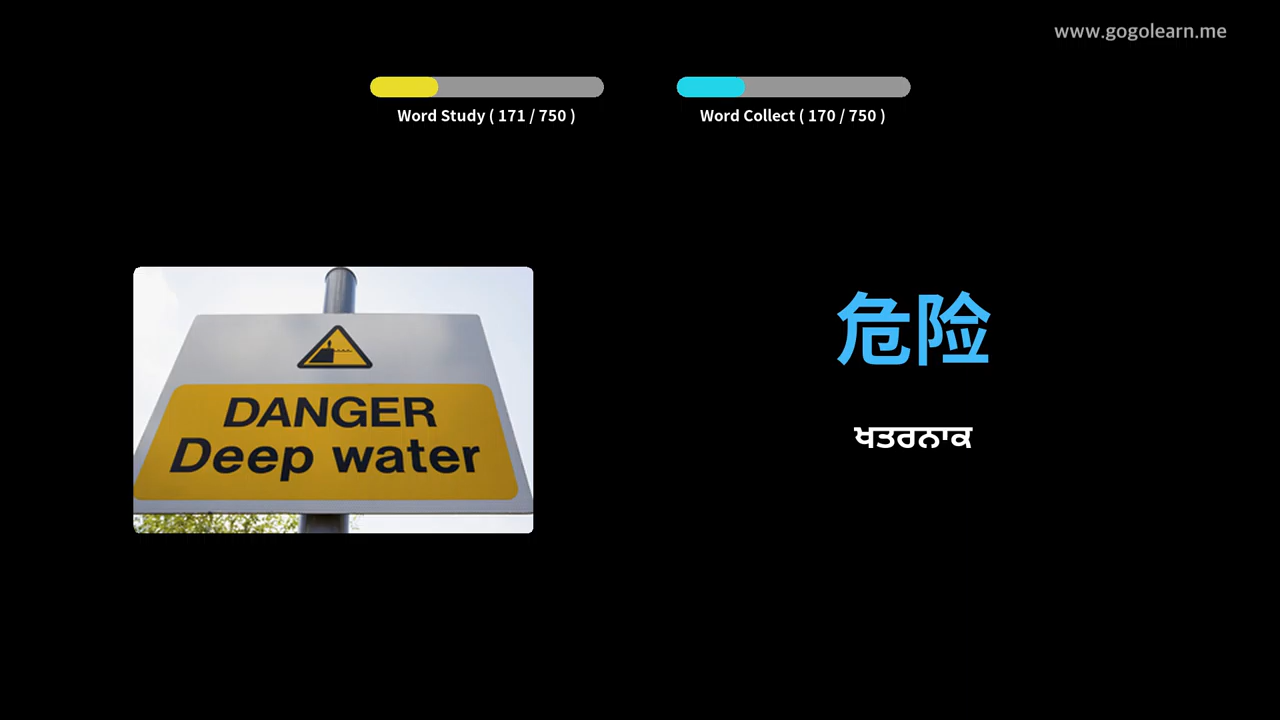 www.gogolearn.me
Word Study ( 171 / 750 )
Word Collect ( 170 / 750 )
DANGER
Deep water
危险
ਖਤਰਨਾਕ